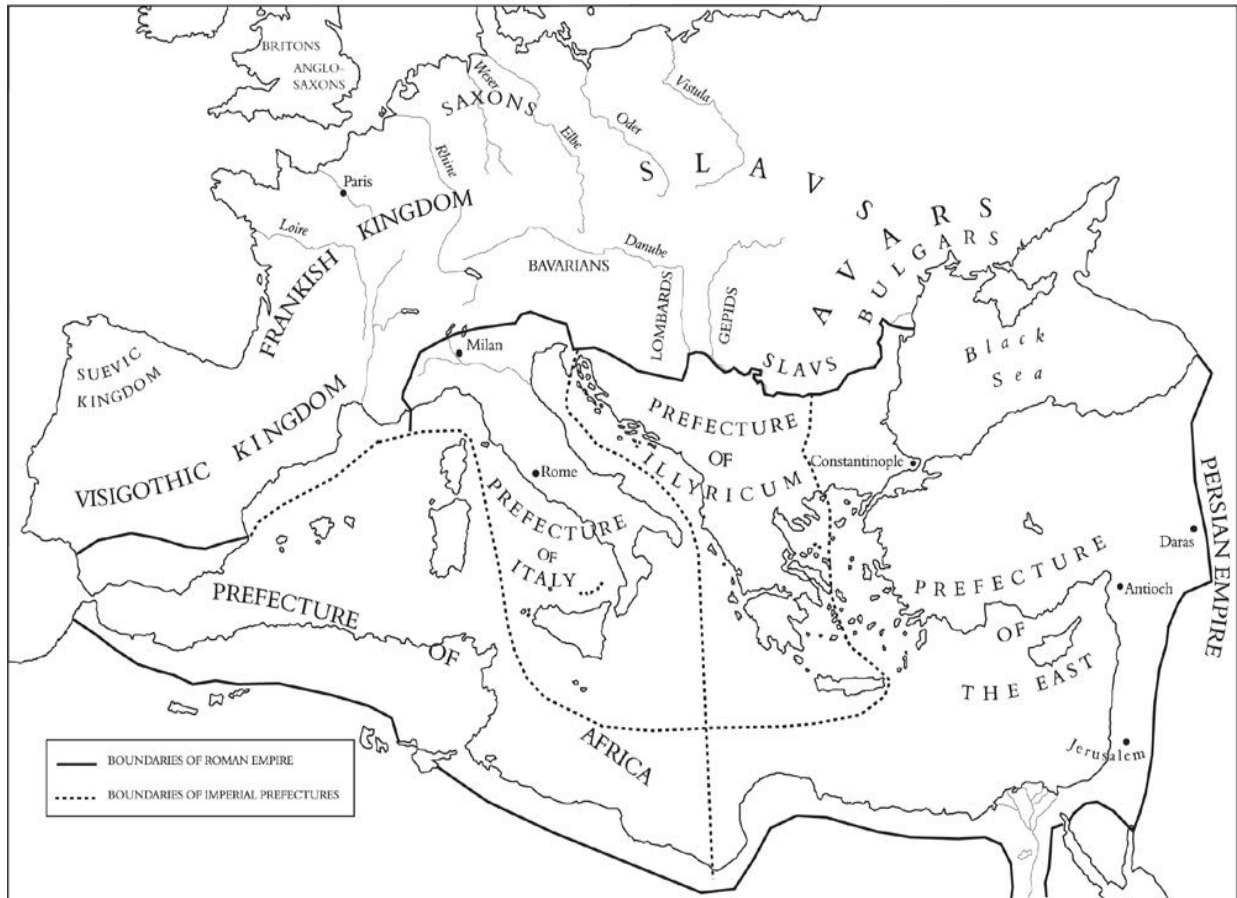 BRITONS
ANGLO-
SAXONS
Weser
SAXONS
Vistula
Oder
Elbe
Rhine
SLAVS
Paris
FRANKISH KINGDOM
Loire
Danube
BAVARIANS
AVARS
BULGARS
LOMBARDS
GEPIDS
SLAVS
Black
Sea
Milan
SUEVIC
KINGDOM
VISIGOTHIC KINGDOM
PREFECTURE
OF
ILLYRICUM
Constantinople
Rome
PREFECTURE
OF
ITALY
PERSIAN EMPIRE
Daras
Antioch
PREFECTURE
OF
THE EAST
Jerusalem
PREFECTURE
OF
AFRICA
BOUNDARIES OF ROMAN EMPIRE
BOUNDARIES OF IMPERIAL PREFECTURES